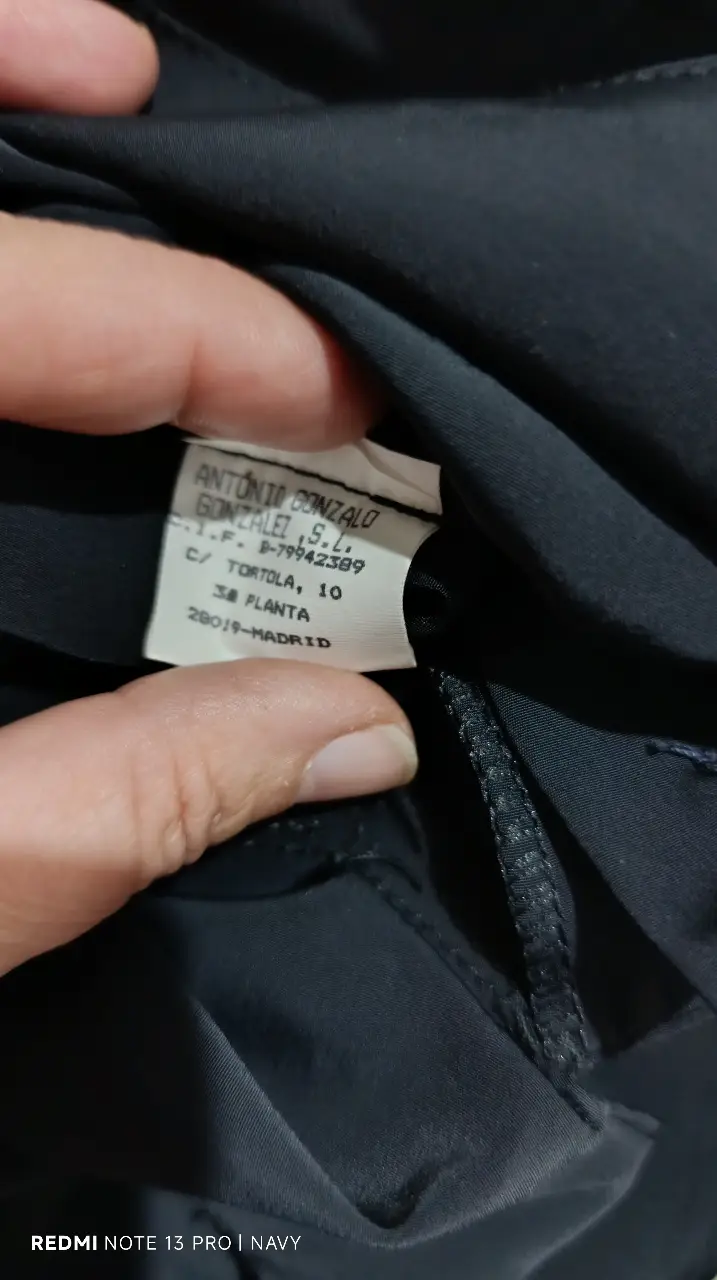 ANTONIO GONZALO
GONZALEZ ,S.L.
C.I.F. B-79942389
C/ TORTOLA, 10
3ª PLANTA
28019-MADRID
REDMI NOTE 13 PRO | NAVY